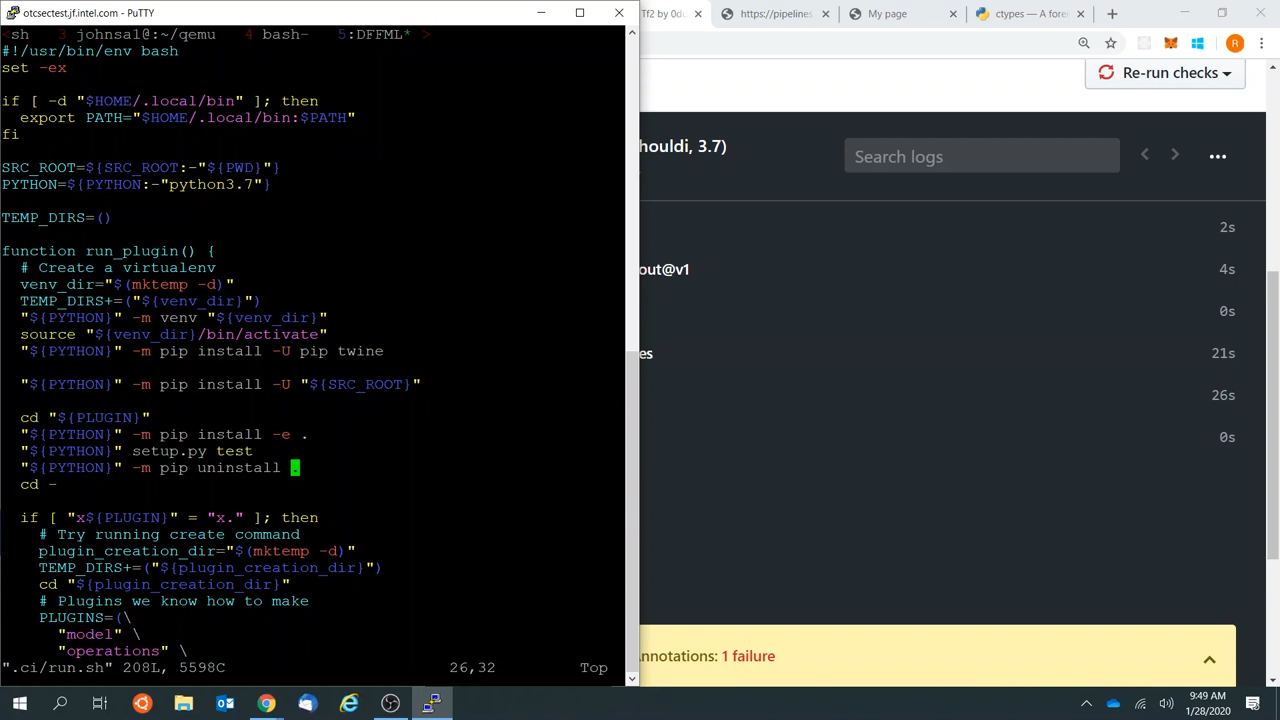 otcsectest.jf.intel.com - PuTTY
<sh 3 johnsa1@:~/qemu 4 bash- 5:DFFML* >
#!/usr/bin/env bash
set -ex
if [ -d "$HOME/.local/bin" ]; then
export PATH="$HOME/.local/bin:$PATH"
fi
SRC_ROOT=${SRC_ROOT:-"${PWD}"}
PYTHON=${PYTHON:-"python3.7"}
TEMP_DIRS=()
function run_plugin() {
# Create a virtualenv
venv_dir="$(mktemp -d)"
TEMP_DIRS+=("${venv_dir}")
"${PYTHON}" -m venv "${venv_dir}"
source "${venv_dir}/bin/activate"
"${PYTHON}" -m pip install -U pip twine
"${PYTHON}" -m pip install -U "${SRC_ROOT}"
cd "${PLUGIN}"
"${PYTHON}" -m pip install -e .
"${PYTHON}" setup.py test
"${PYTHON}" -m pip uninstall .
cd -
if [ "x${PLUGIN}" = "x." ]; then
# Try running create command
plugin_creation_dir="$(mktemp -d)"
TEMP_DIRS+=("${plugin_creation_dir}")
cd "${plugin_creation_dir}"
# Plugins we know how to make
PLUGINS=(\
"model" \
"operations" \
".ci/run.sh" 208L, 5598C 26,32 Top
Tf2 by 0du
https://pipelines.
My page
ctypes — A forei
R
Re-run checks
houldi, 3.7)
Search logs
2s
out@v1 4s
0s
es 21s
26s
0s
nnotations: 1 failure
9:49 AM
1/28/2020